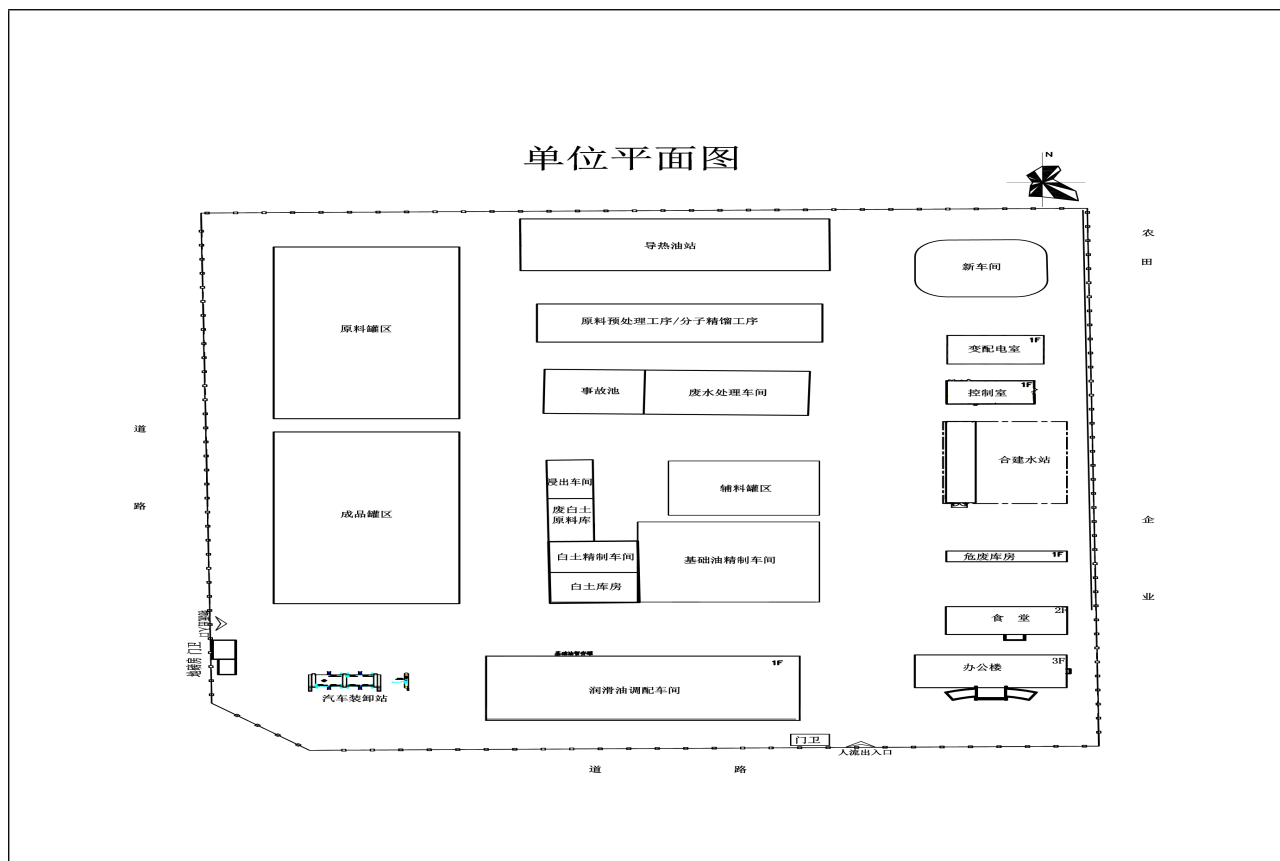 单位平面图
N
导热油站
农
田
新车间
原料罐区
原料预处理工序/分子精馏工序
1F
变配电室
事故池
废水处理车间
1F
控制室
道
路
合建水站
浸出车间
辅料罐区
废白土
原料库
成品罐区
企
业
白土精制车间
基础油精制车间
危废库房
1F
白土库房
食 堂
2F
门卫
1F
润滑油调配车间
办公楼
3F
汽车装卸站
门卫
人流出入口
道
路